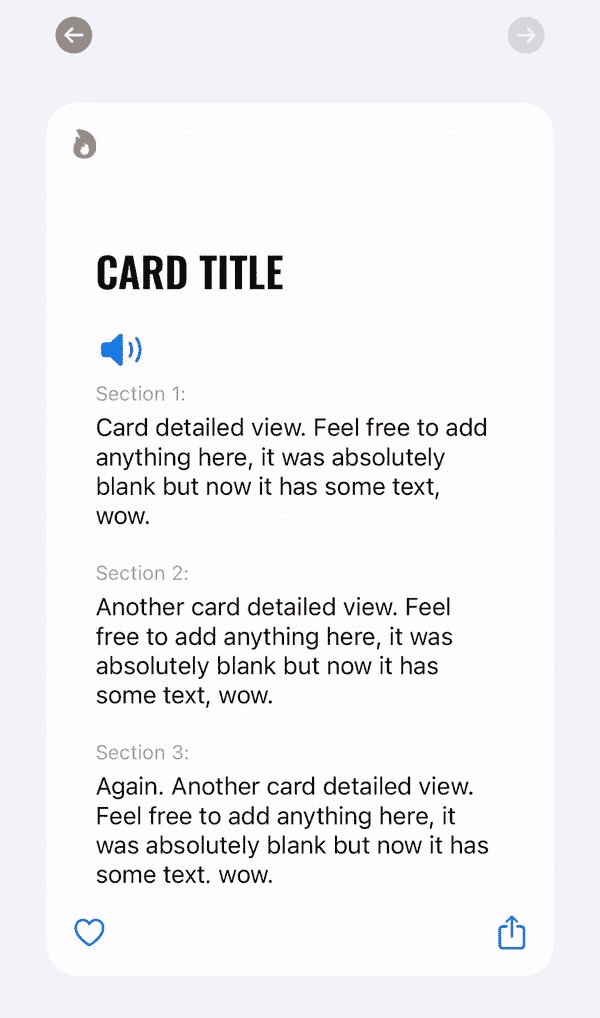 CARD TITLE
Section 1:
Card detailed view. Feel free to add
anything here, it was absolutely
blank but now it has some text,
wow.
Section 2:
Another card detailed view. Feel
free to add anything here, it was
absolutely blank but now it has
some text, wow.
Section 3:
Again. Another card detailed view.
Feel free to add anything here, it
was absolutely blank but now it has
some text, wow.